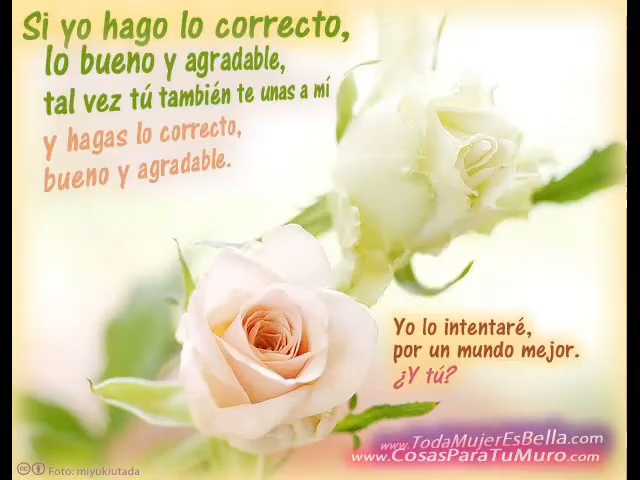 Si yo hago lo correcto,
lo bueno y agradable,
tal vez tú también te unas a mí
y hagas lo correcto,
bueno y agradable.
Yo lo intentaré,
por un mundo mejor.
¿Y tú?
www.TodaMujerEsBella.com
www.CosasParaTuMuro.com
cc Foto: miyukiutada